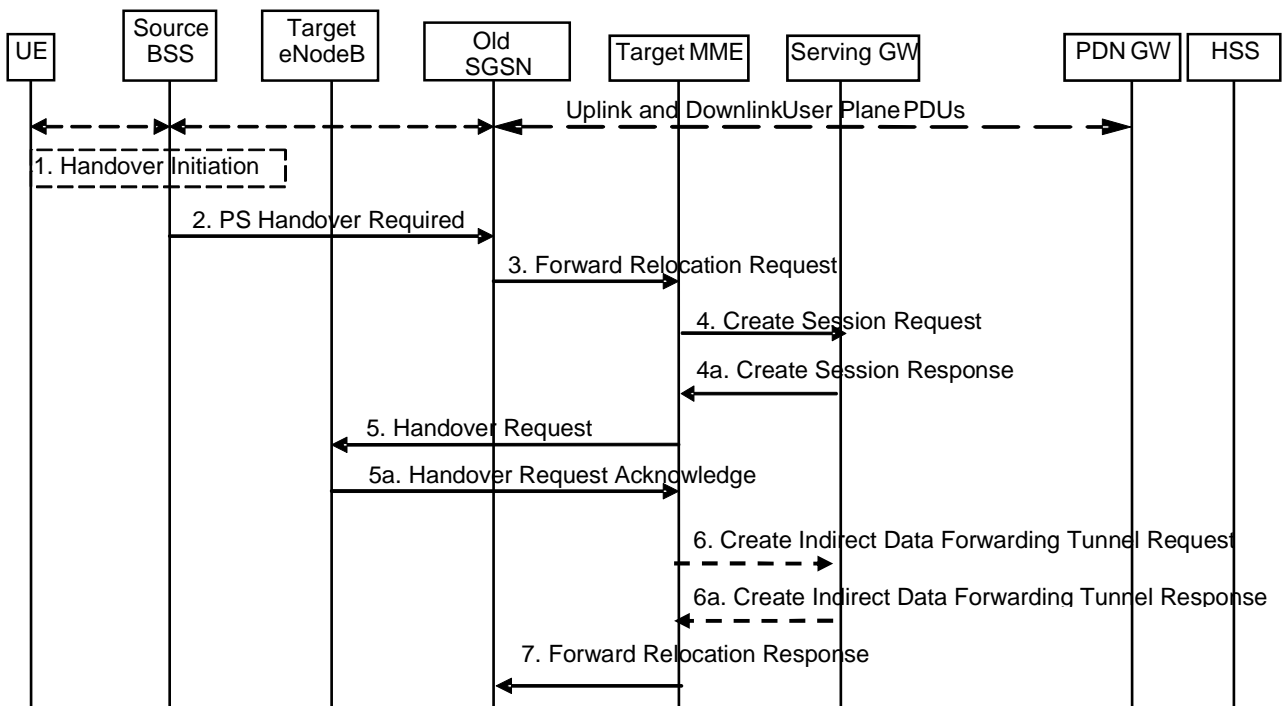 UE
Source
BSS
Target
eNodeB
Old
SGSN
Target MME
Serving GW
PDN GW
HSS
Uplink and DownlinkUser Plane PDUs
1. Handover Initiation
2. PS Handover Required
3. Forward Relocation Request
4. Create Session Request
4a. Create Session Response
5. Handover Request
5a. Handover Request Acknowledge
6. Create Indirect Data Forwarding Tunnel Request
6a. Create Indirect Data Forwarding Tunnel Response
7. Forward Relocation Response